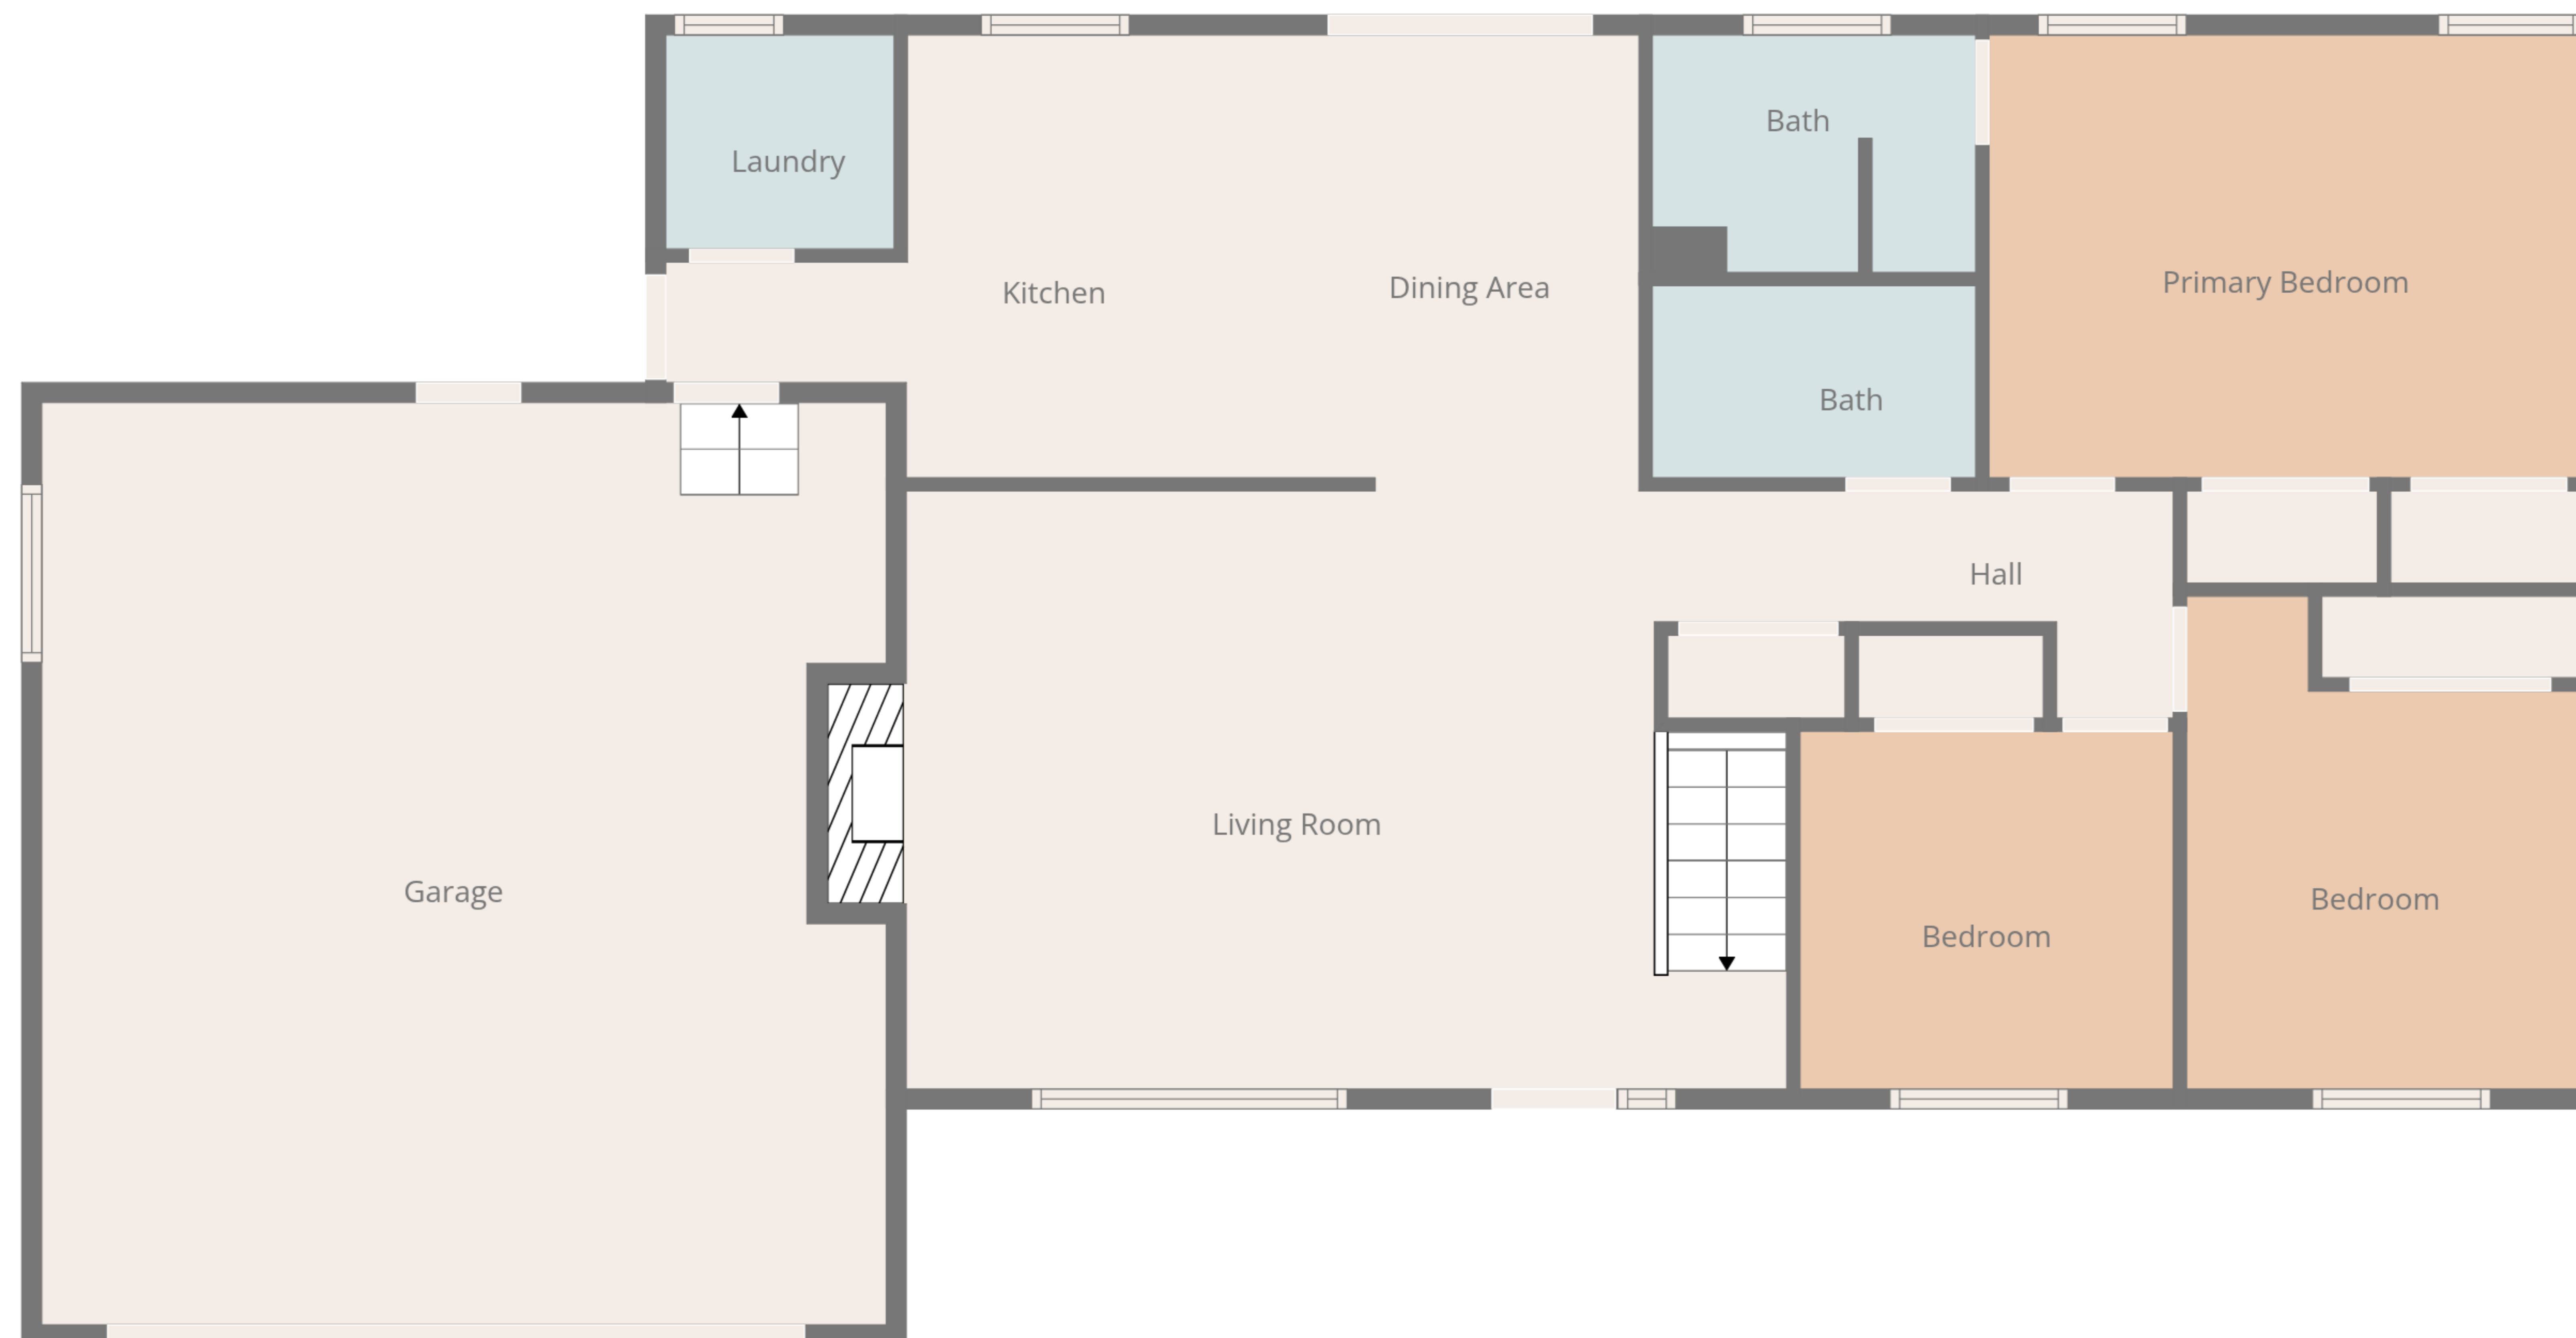 Bath
Laundry
Primary Bedroom
Dining Area
Kitchen
Bath
Hall
Living Room
Garage
Bedroom
Bedroom